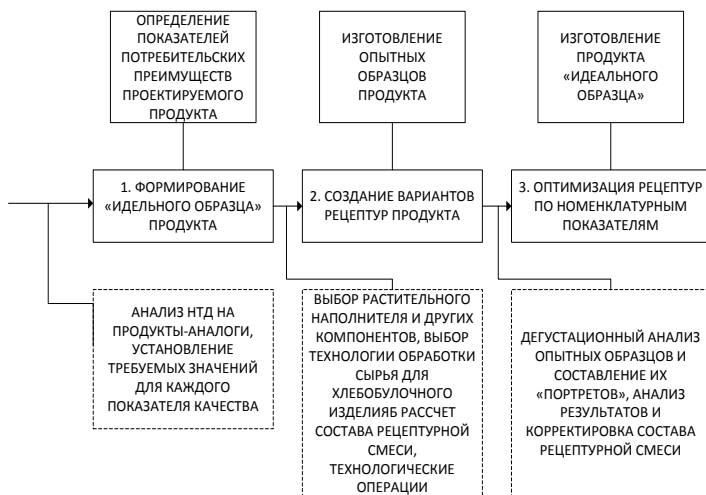 ОПРЕДЕЛЕНИЕ
ПОКАЗАТЕЛЕЙ
ПОТРЕБИТЕЛЬСКИХ
ПРЕИМУЩЕСТВ
ПРОЕКТИРУЕМОГО
ПРОДУКТА
ИЗГОТОВЛЕНИЕ
ОПЫТНЫХ
ОБРАЗЦОВ
ПРОДУКТА
ИЗГОТОВЛЕНИЕ
ПРОДУКТА
«ИДЕАЛЬНОГО
ОБРАЗЦА»
1. ФОРМИРОВАНИЕ
«ИДЕЛЬНОГО ОБРАЗЦА»
ПРОДУКТА
2. СОЗДАНИЕ ВАРИАНТОВ
РЕЦЕПТУР ПРОДУКТА
3. ОПТИМИЗАЦИЯ РЕЦЕПТУР
ПО НОМЕНКЛАТУРНЫМ
ПОКАЗАТЕЛЯМ
АНАЛИЗ НТД НА
ПРОДУКТЫ-АНАЛОГИ,
УСТАНОВЛЕНИЕ
ТРЕБУЕМЫХ ЗНАЧЕНИЙ
ДЛЯ КАЖДОГО
ПОКАЗАТЕЛЯ КАЧЕСТВА
ВЫБОР РАСТИТЕЛЬНОГО
НАПОЛНИТЕЛЯ И ДРУГИХ
КОМПОНЕНТОВ, ВЫБОР
ТЕХНОЛОГИИ ОБРАБОТКИ
СЫРЬЯ ДЛЯ
ХЛЕБОБУЛОЧНОГО
ИЗДЕЛИЯБ РАССЧЕТ
СОСТАВА РЕЦЕПТУРНОЙ
СМЕСИ,
ТЕХНОЛОГИЧЕСКИЕ
ОПЕРАЦИИ
ДЕГУСТАЦИОННЫЙ АНАЛИЗ
ОПЫТНЫХ ОБРАЗЦОВ И
СОСТАВЛЕНИЕ ИХ
«ПОРТРЕТОВ», АНАЛИЗ
РЕЗУЛЬТАТОВ И
КОРРЕКТИРОВКА СОСТАВА
РЕЦЕПТУРНОЙ СМЕСИ